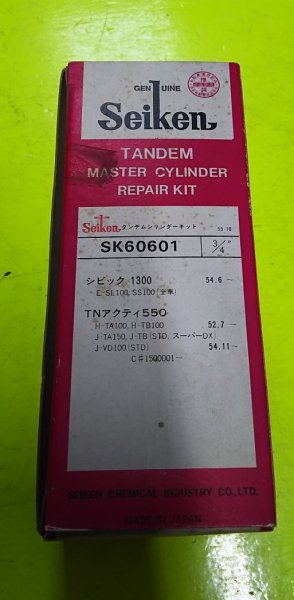 GENUINE
Seiken
TANDEM
MASTER CYLINDER
REPAIR KIT
Seiken タンデムシリンダーキット 55-10
SK60601 3/4"
シビック 1300 54.6～
E-SL100, SS100(全車)
TNアクティ550
H-TA100, H-TB100 52.7～
J-TA150, J-TB(STD, スーパーDX)
J-VD100(STD) 54.11～
C#1500001～
SEIKEN CHEMICAL INDUSTRY CO., LTD.
MADE IN JAPAN